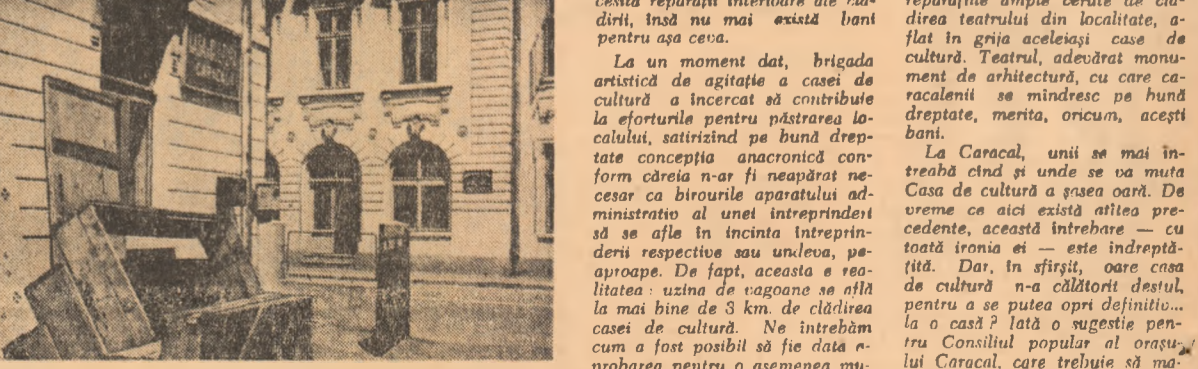 cesită reparații interioare ale clă-
dirii, însă nu mai există bani
pentru așa ceva.
La un moment dat, brigada
artistică de agitație a casei de
cultură a încercat să contribuie
la eforturile pentru păstrarea lo-
calului, satirizînd pe bună drep-
tate concepția anacronică con-
form căreia n-ar fi neapărat ne-
cesar ca birourile aparatului ad-
ministrativ al unei întreprinderi
să se afle în incinta întreprin-
derii respective sau undeva, pe-
aproape. De fapt, aceasta e rea-
litatea : uzina de vagoane se află
la mai bine de 3 km. de clădirea
casei de cultură. Ne întrebăm
cum a fost posibil să fie data a-
probarea pentru o asemenea mu-
reparațiile ample cerute de clă-
direa teatrului din localitate, a-
flat în grija aceleiași case de
cultură. Teatrul, adevărat monu-
ment de arhitectură, cu care ca-
racalenii se mîndresc pe bună
dreptate, merita, oricum, acești
bani.
La Caracal, unii se mai în-
treabă cînd și unde se va muta
Casa de cultură a șasea oară. De
vreme ce aici există atîtea pre-
cedente, această întrebare — cu
toată ironia ei — este îndreptă-
țită. Dar, în sfîrșit, oare casa
de cultură n-a călătorit destul,
pentru a se putea opri definitiv...
la o casă ? Iată o sugestie pen-
tru Consiliul popular al orașu-
lui Caracal, care trebuie să ma-